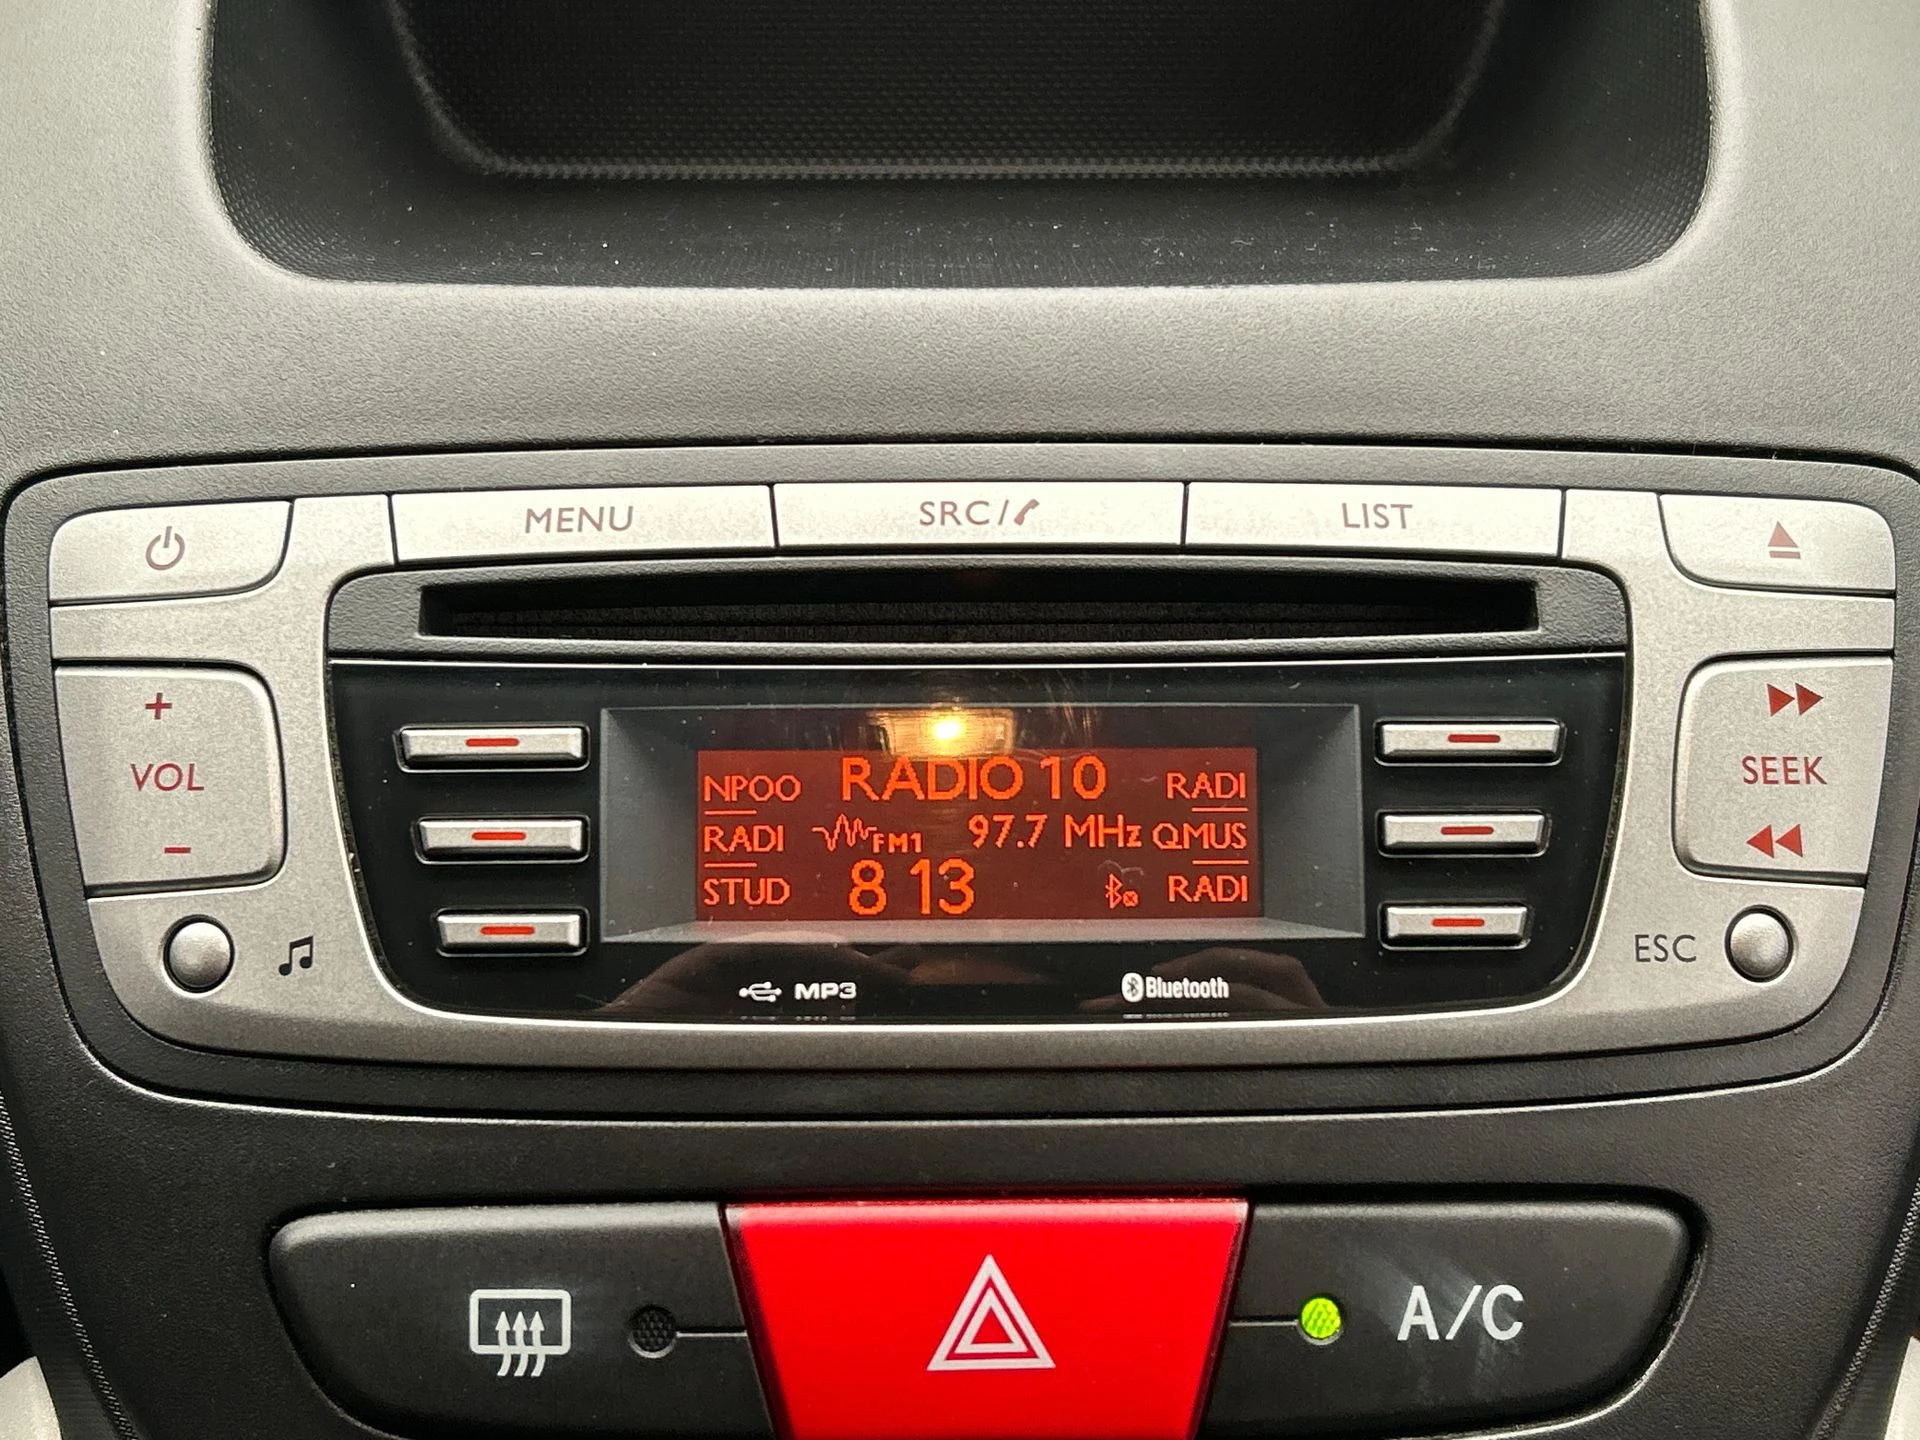 MENU
SRC/
LIST
+
VOL
−
SEEK
NPOO
RADIO 10
RADI
RADI
FM1
97.7 MHz
QMUS
STUD
8 13
RADI
ESC
MP3
Bluetooth
A/C